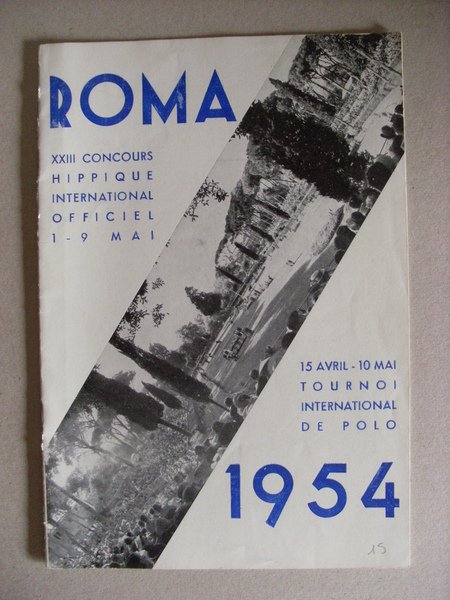 ROMA
XXIII CONCOURS
HIPPIQUE
INTERNATIONAL
OFFICIEL
1 - 9 MAI
15 AVRIL - 10 MAI
TOURNOI
INTERNATIONAL
DE POLO
1954
15